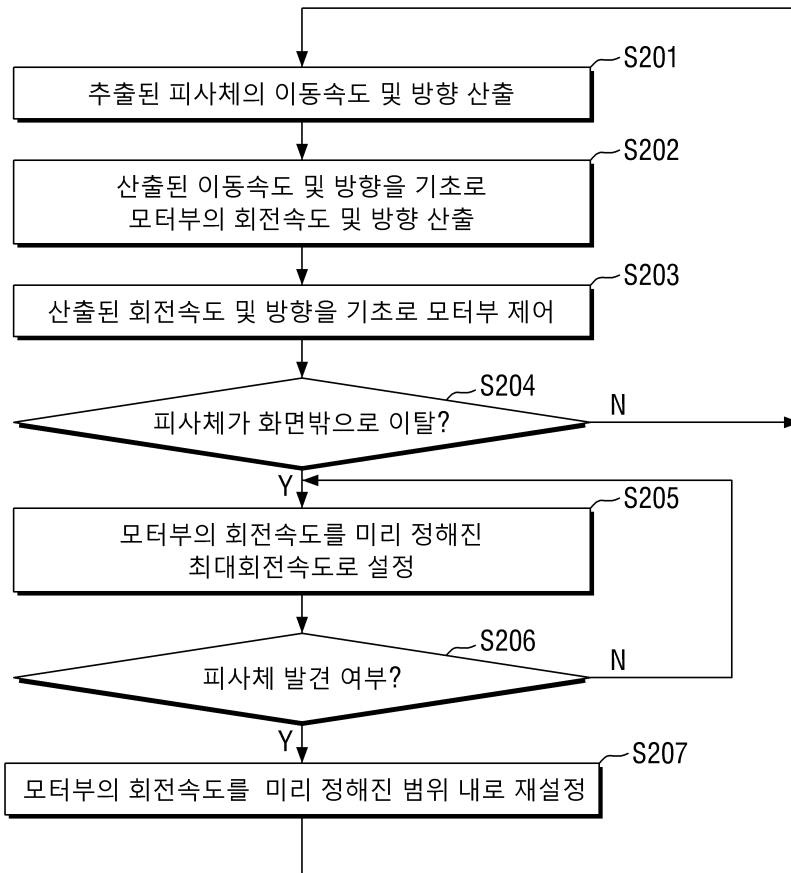 S201
추출된 피사체의 이동속도 및 방향 산출
S202
산출된 이동속도 및 방향을 기초로
모터부의 회전속도 및 방향 산출
S203
산출된 회전속도 및 방향을 기초로 모터부 제어
S204
피사체가 화면밖으로 이탈?
N
Y
S205
모터부의 회전속도를 미리 정해진
최대회전속도로 설정
S206
피사체 발견 여부?
N
Y
S207
모터부의 회전속도를 미리 정해진 범위 내로 재설정